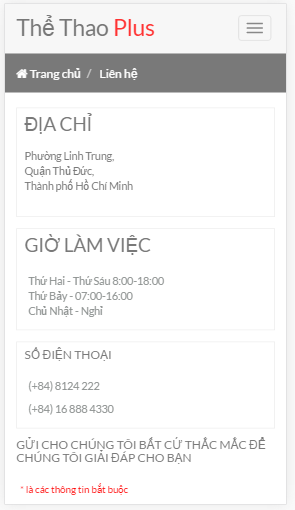 Thể Thao Plus
Trang chủ / Liên hệ
ĐỊA CHỈ
Phường Linh Trung,
Quận Thủ Đức,
Thành phố Hồ Chí Minh
GIỜ LÀM VIỆC
Thứ Hai - Thứ Sáu 8:00-18:00
Thứ Bảy - 07:00-16:00
Chủ Nhật - Nghỉ
SỐ ĐIỆN THOẠI
(+84) 8124 222
(+84) 16 888 4330
GỬI CHO CHÚNG TÔI BẤT CỨ THẮC MẮC ĐỂ
CHÚNG TÔI GIẢI ĐÁP CHO BẠN
* là các thông tin bắt buộc